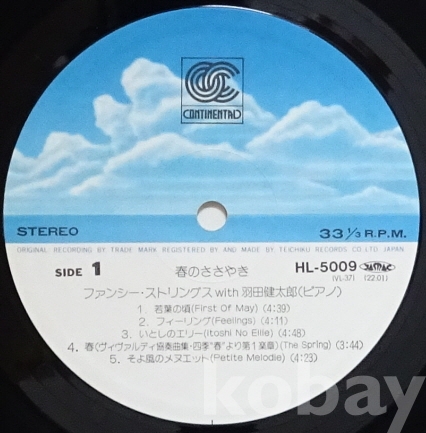 CONTINENTAL
STEREO
33 1/3 R.P.M.
ORIGINAL RECORDING BY TRADE MARK REGISTERED BY AND MADE BY TEICHIKU RECORDS CO.LTD JAPAN
SIDE 1
春のささやき
HL-5009
JASRAC
(VL-37) (22.01)
ファンシー・ストリングス with 羽田健太郎(ピアノ)
1. 若葉の頃(First Of May) (4:39)
2. フィーリング(Feelings) (4:11)
3. いとしのエリー(Itoshi No Ellie) (4:48)
4. 春(ヴィヴァルディ協奏曲集・四季“春”より第1楽章)(The Spring) (3:44)
5. そよ風のメヌエット(Petite Melodie) (4:23)
kobay